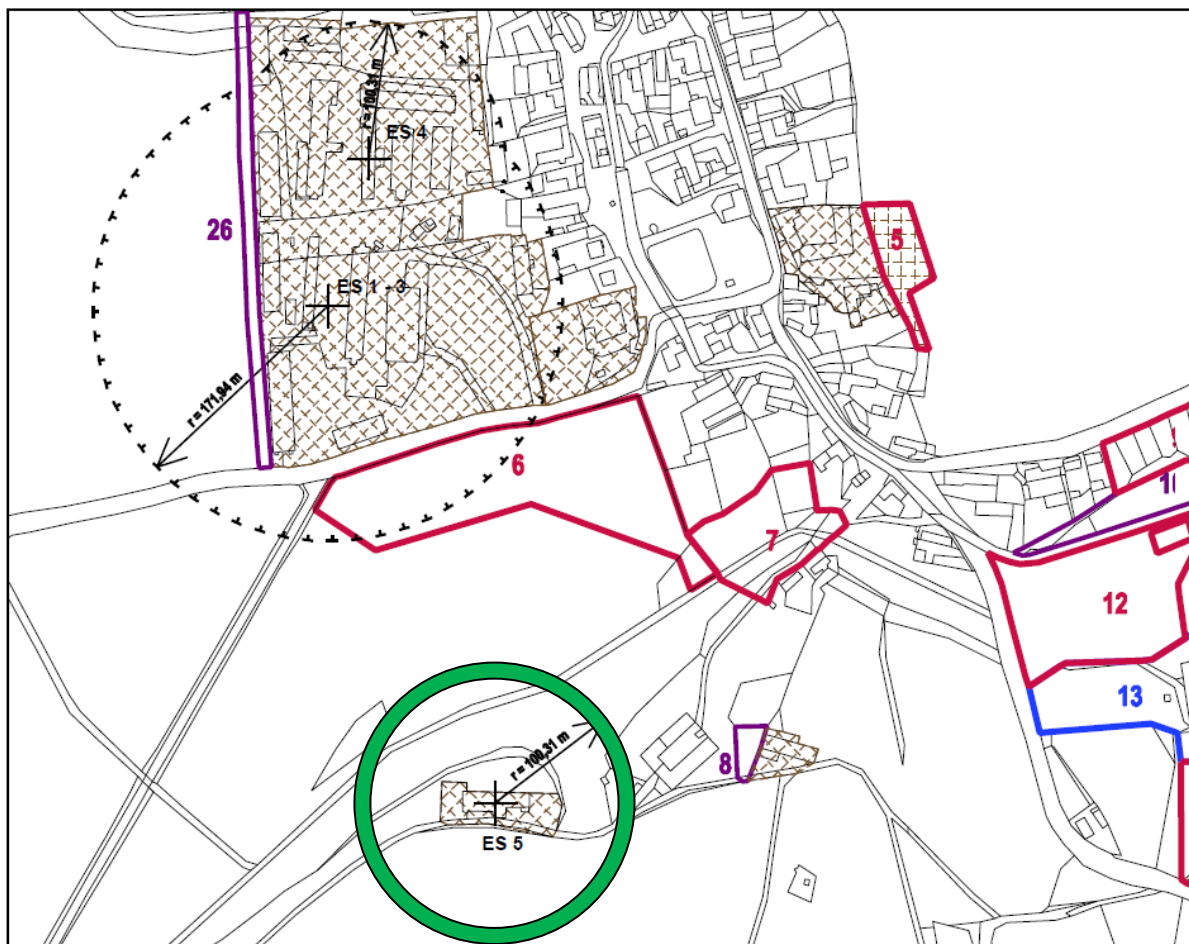 r = 100,31 m
ES 4
26
5
ES 1 - 3
r = 171,94 m
6
7
12
13
8
r = 100,31 m
ES 5